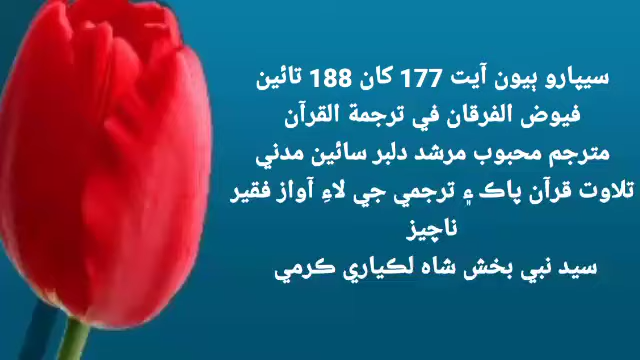 سيپارو ٻيون آيت 177 کان 188 تائين
فيوض الفرقان في ترجمة القرآن
مترجم محبوب مرشد دلبر سائين مدني
تلاوت قرآن پاڪ ۽ ترجمي جي لاءِ آواز فقير
ناچيز
سيد نبي بخش شاه لڪياري ڪرمي